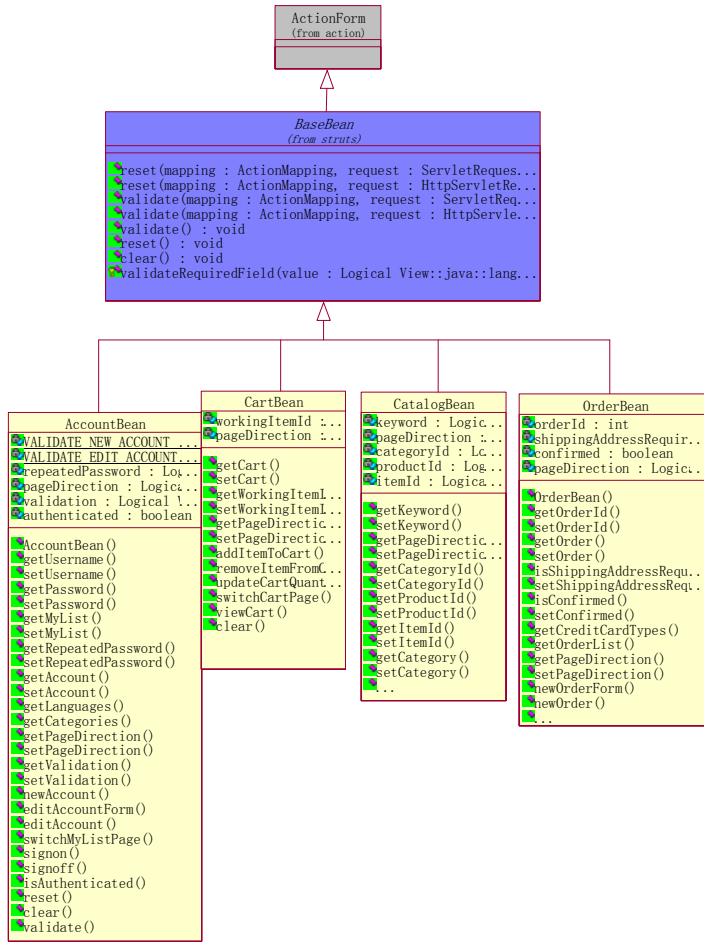 ActionForm
(from action)
BaseBean
(from struts)
reset(mapping : ActionMapping, request : ServletReques...
reset(mapping : ActionMapping, request : HttpServletRe...
validate(mapping : ActionMapping, request : ServletReq...
validate(mapping : ActionMapping, request : HttpServle...
validate() : void
reset() : void
clear() : void
validateRequiredField(value : Logical View::java::lang...
AccountBean
VALIDATE_NEW_ACCOUNT ...
VALIDATE_EDIT_ACCOUNT...
repeatedPassword : Lo...
pageDirection : Logica...
validation : Logical V...
authenticated : boolean
AccountBean()
getUsername()
setUsername()
getPassword()
setPassword()
getMyList()
setMyList()
getRepeatedPassword()
setRepeatedPassword()
getAccount()
setAccount()
getLanguages()
getCategories()
getPageDirection()
setPageDirection()
getValidation()
setValidation()
newAccount()
editAccountForm()
editAccount()
switchMyListPage()
signon()
signoff()
isAuthenticated()
reset()
clear()
validate()
CartBean
workingItemId :...
pageDirection :...
getCart()
setCart()
getWorkingItemI...
setWorkingItemI...
getPageDirectic...
setPageDirectic...
addItemToCart()
removeItemFromC...
updateCartQuant...
switchCartPage()
viewCart()
clear()
CatalogBean
keyword : Logic...
pageDirection :...
categoryId : Lc...
productId : Log...
itemId : Logica...
getKeyword()
setKeyword()
getPageDirectic...
setPageDirectic...
getCategoryId()
setCategoryId()
getProductId()
setProductId()
getItemId()
setItemId()
getCategory()
setCategory()
...
OrderBean
orderId : int
shippingAddressRequir...
confirmed : boolean
pageDirection : Logic...
OrderBean()
getOrderId()
setOrderId()
getOrder()
setOrder()
isShippingAddressRequ...
setShippingAddressReq...
isConfirmed()
setConfirmed()
getCreditCardTypes()
getOrderList()
getPageDirection()
setPageDirection()
newOrderForm()
newOrder()
...